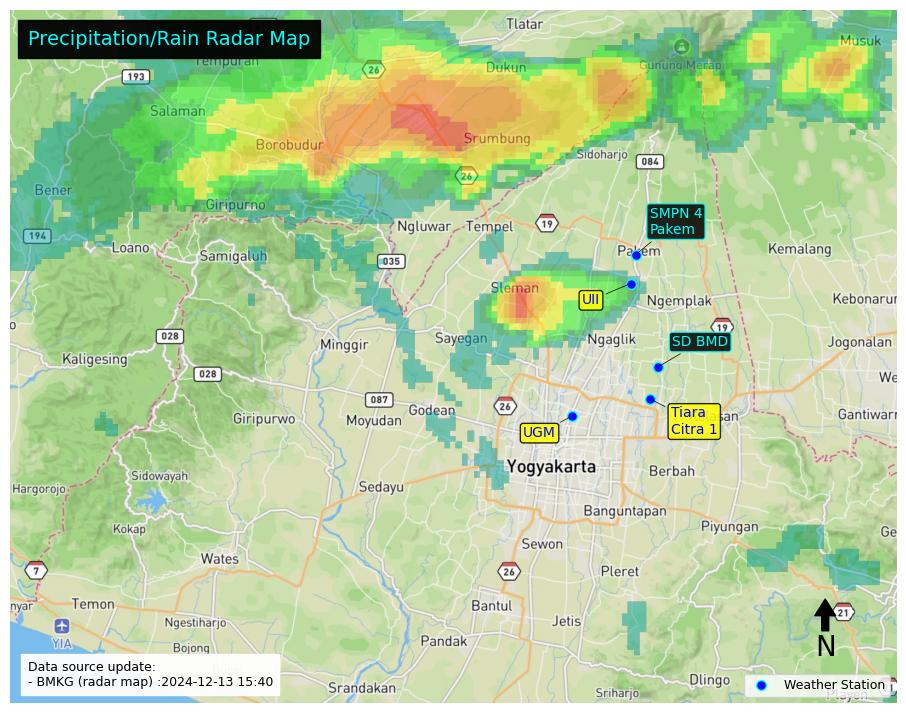 Precipitation/Rain Radar Map
Tlatar
Musuk
Tempuran
26
Dukun
Gunung Merapi
193
Salaman
Borobudur
Srumbung
Sidoharjo
084
26
Bener
Giripurno
SMPN 4
Pakem
194
Loano
Samigaluh
Ngluwar
Tempel
19
Pakem
Kemalang
035
Sleman
UII
Ngemplak
Kebonarum
028
Minggir
Sayegan
Ngaglik
19
SD BMD
Jogonalan
Kaligesing
028
We
087
Godean
26
Giripurwo
Moyudan
UGM
Tiara
Citra 1
san
Gantiwarn
Yogyakarta
Berbah
Hargorojo
Sidowayah
Sedayu
Banguntapan
Kokap
Piyungan
Ge
Sewon
Wates
7
26
Pleret
nyar
Temon
Bantul
21
YIA
Ngestiharjo
Jetis
N
Bojong
Pandak
Data source update:
- BMKG (radar map) :2024-12-13 15:40
Srandakan
Sriharjo
Dlingo
Weather Station
Playen